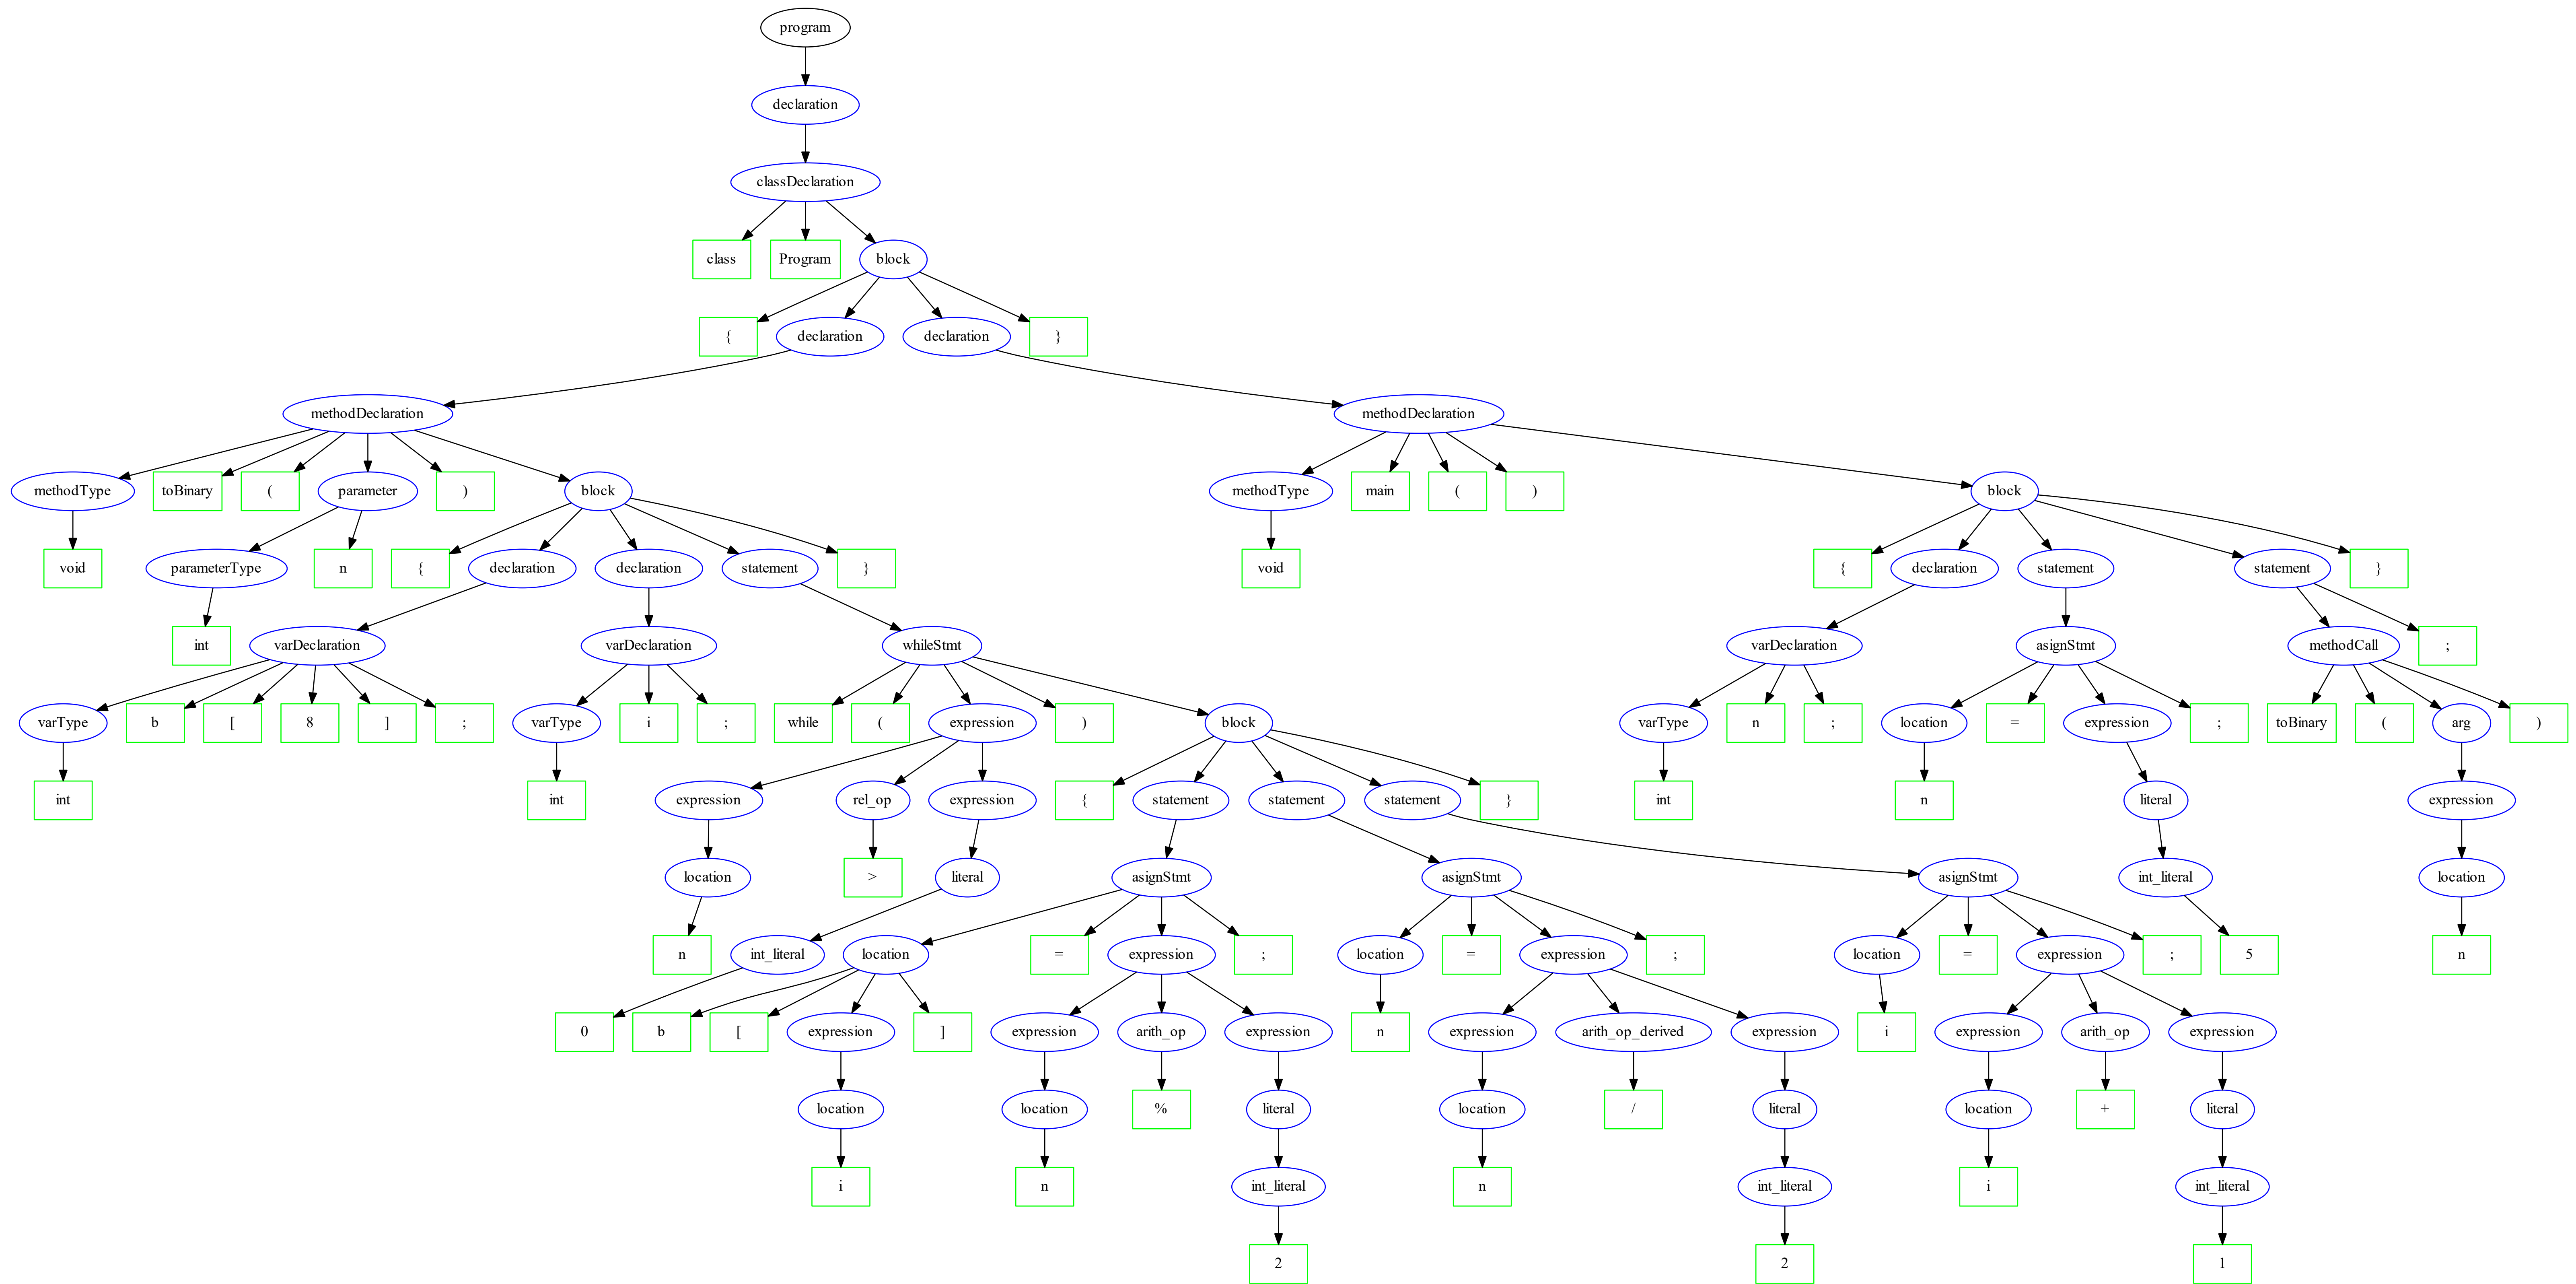 program
declaration
classDeclaration
class Program block
{ declaration declaration }
methodDeclaration methodDeclaration
methodType toBinary ( parameter ) block methodType main ( ) block
void parameterType n { declaration declaration statement } void { declaration statement statement }
int varDeclaration varDeclaration whileStmt varDeclaration asignStmt methodCall ;
varType b [ 8 ] ; varType i ; while ( expression ) block varType n ; location = expression ; toBinary ( arg )
int int expression rel_op expression { statement statement statement } int n literal expression
location > literal asignStmt asignStmt asignStmt int_literal location
n int_literal location = expression ; location = expression ; location = expression ; 5 n
0 b [ expression ] expression arith_op expression n expression arith_op_derived expression i expression arith_op expression
location location % literal location / literal location + literal
i n int_literal n int_literal i int_literal
2 2 1